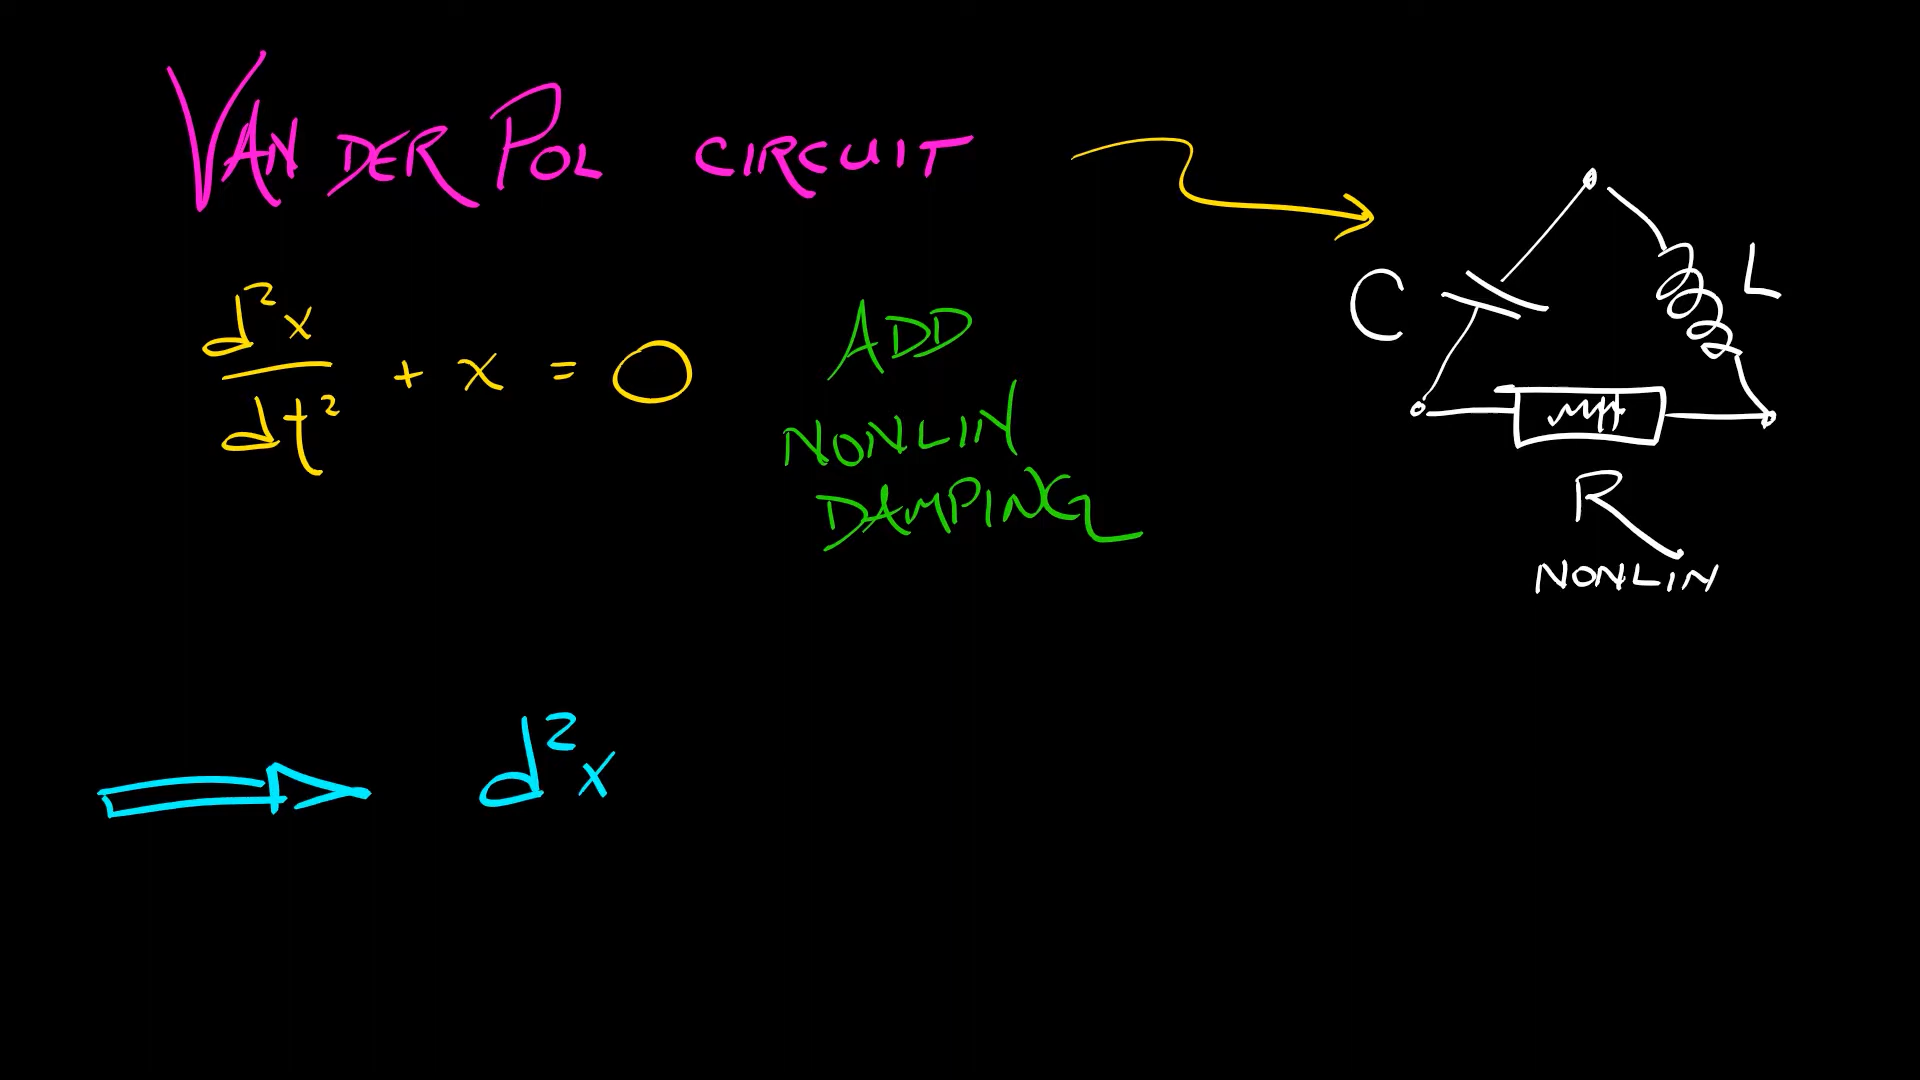 VAN DER POL CIRCUIT
d²x/dt² + x = 0
ADD
NONLIN
DAMPING
C
L
R
NONLIN
d²x